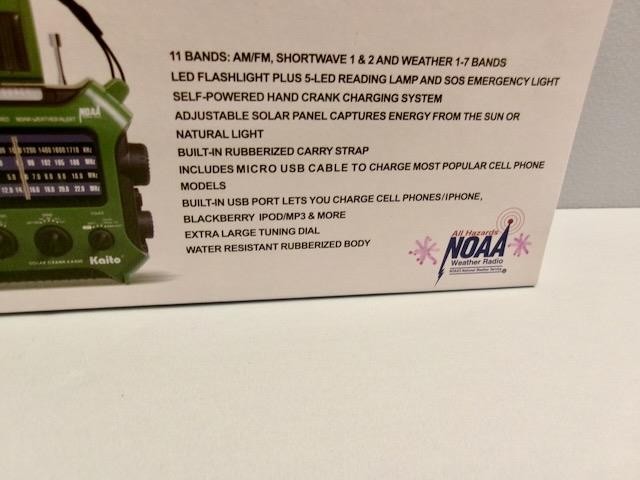 11 BANDS: AM/FM, SHORTWAVE 1 & 2 AND WEATHER 1-7 BANDS
LED FLASHLIGHT PLUS 5-LED READING LAMP AND SOS EMERGENCY LIGHT
SELF-POWERED HAND CRANK CHARGING SYSTEM
ADJUSTABLE SOLAR PANEL CAPTURES ENERGY FROM THE SUN OR
NATURAL LIGHT
BUILT-IN RUBBERIZED CARRY STRAP
INCLUDES MICRO USB CABLE TO CHARGE MOST POPULAR CELL PHONE
MODELS
BUILT-IN USB PORT LETS YOU CHARGE CELL PHONES/IPHONE,
BLACKBERRY IPOD/MP3 & MORE
EXTRA LARGE TUNING DIAL
WATER RESISTANT RUBBERIZED BODY
All Hazards
NOAA
Weather Radio
NOAA
NOAA WEATHER ALERT
Kaito